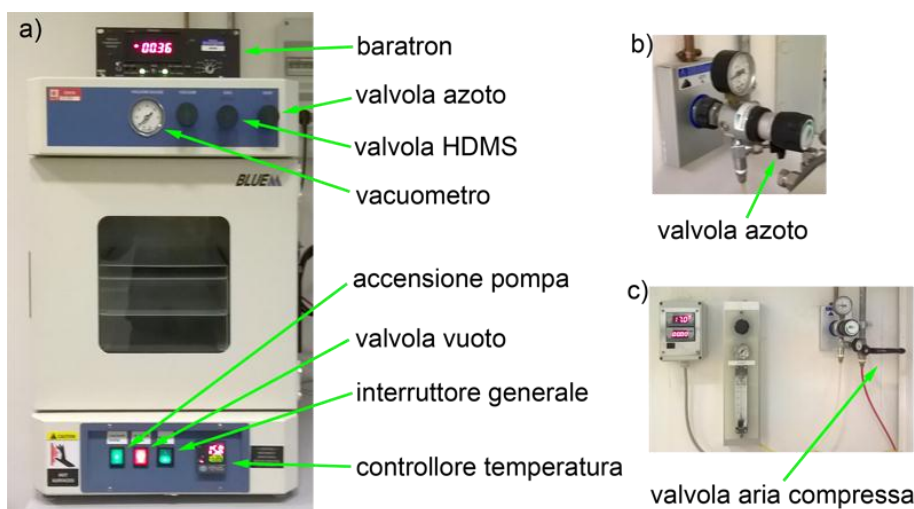 a)
0036
baratron
valvola azoto
valvola HDMS
vacuometro
BLUE M
accensione pompa
valvola vuoto
interruttore generale
controllore temperatura
CAUTION
HOT
SURFACES
b)
valvola azoto
c)
valvola aria compressa